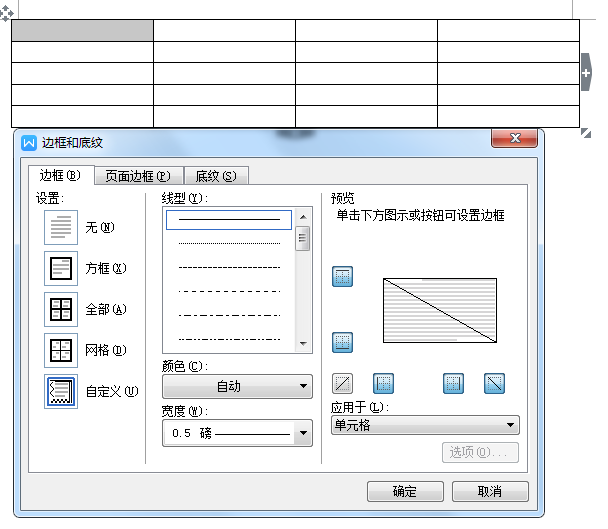 边框和底纹
边框(B) 页面边框(P) 底纹(S)
设置:
无(N)
方框(X)
全部(A)
网格(D)
自定义(U)
线型(Y):
颜色(C):
自动
宽度(W):
0.5 磅
预览
单击下方图示或按钮可设置边框
应用于(L):
单元格
选项(O)...
确定 取消